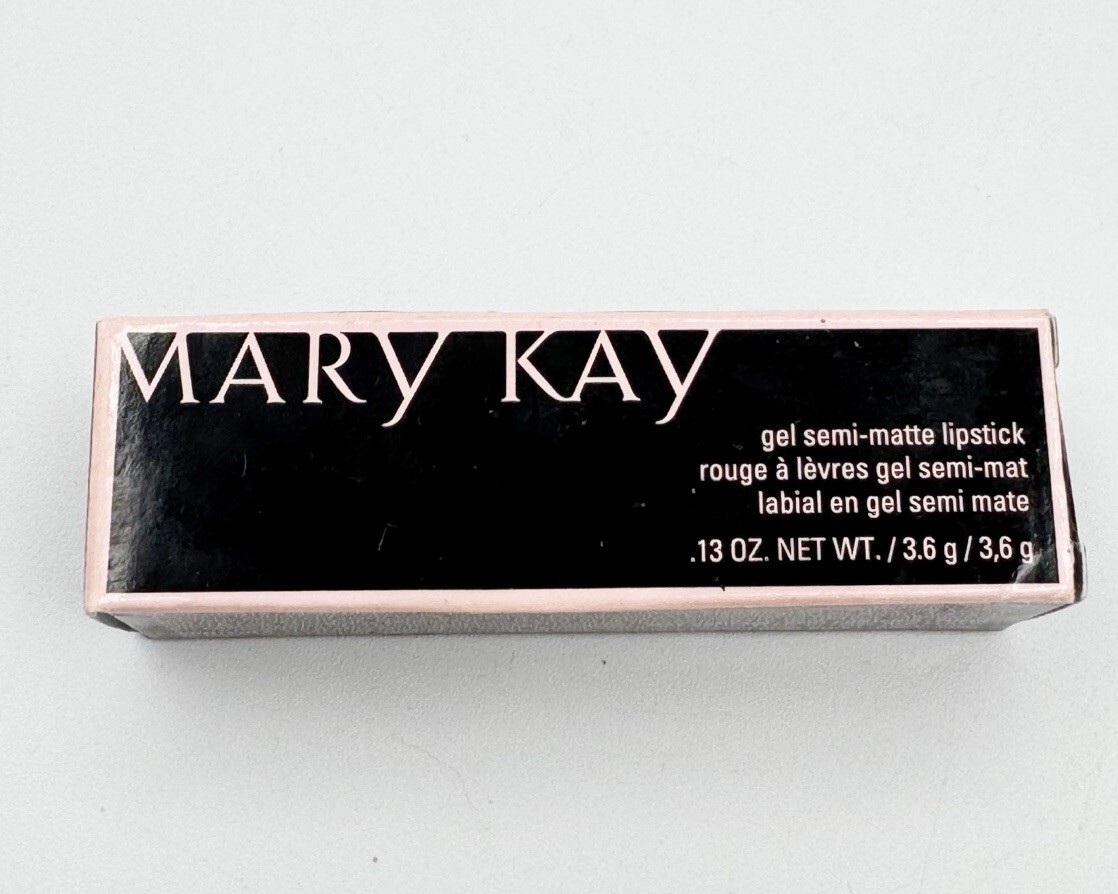 MARY KAY
gel semi-matte lipstick
rouge à lèvres gel semi-mat
labial en gel semi mate
.13 OZ. NET WT. / 3.6 g / 3,6 g